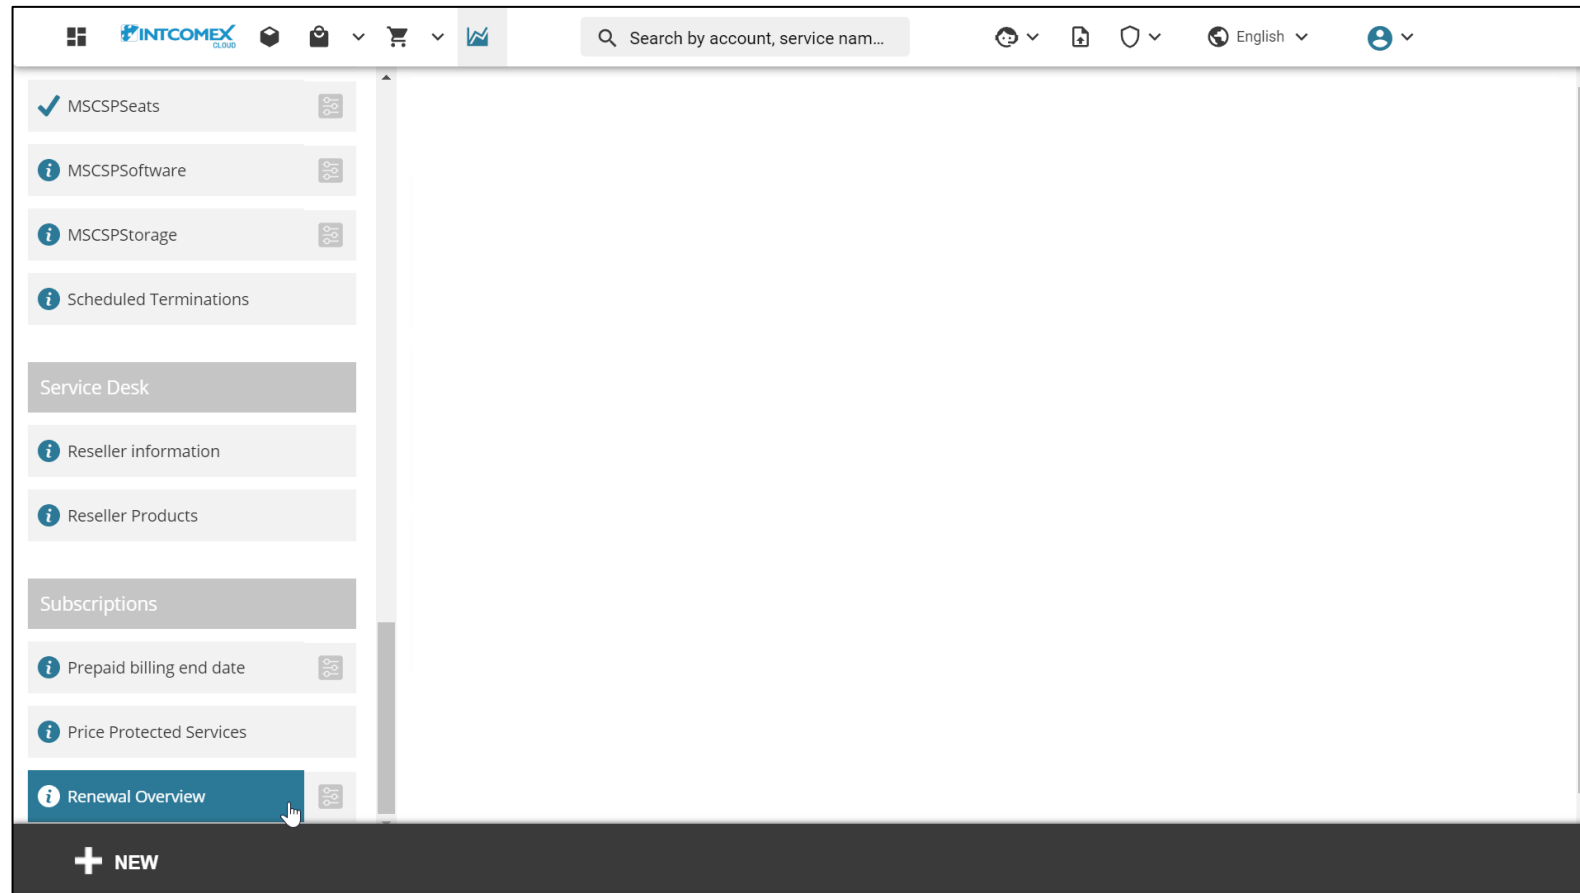 INTCOMEX
CLOUD
Search by account, service nam...
English
MSCSPSeats
MSCSPSoftware
MSCSPStorage
Scheduled Terminations
Service Desk
Reseller information
Reseller Products
Subscriptions
Prepaid billing end date
Price Protected Services
Renewal Overview
NEW